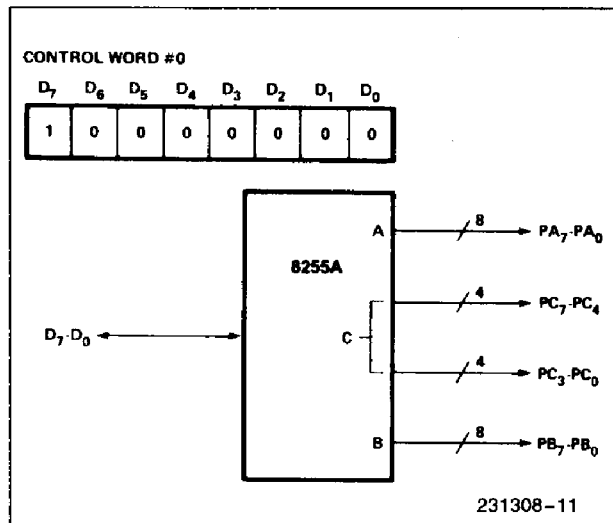 CONTROL WORD #0
D7 D6 D5 D4 D3 D2 D1 D0
1 0 0 0 0 0 0 0
A 8 PA7-PA0
8255A
4 PC7-PC4
D7-D0 C
4 PC3-PC0
B 8 PB7-PB0
231308-11